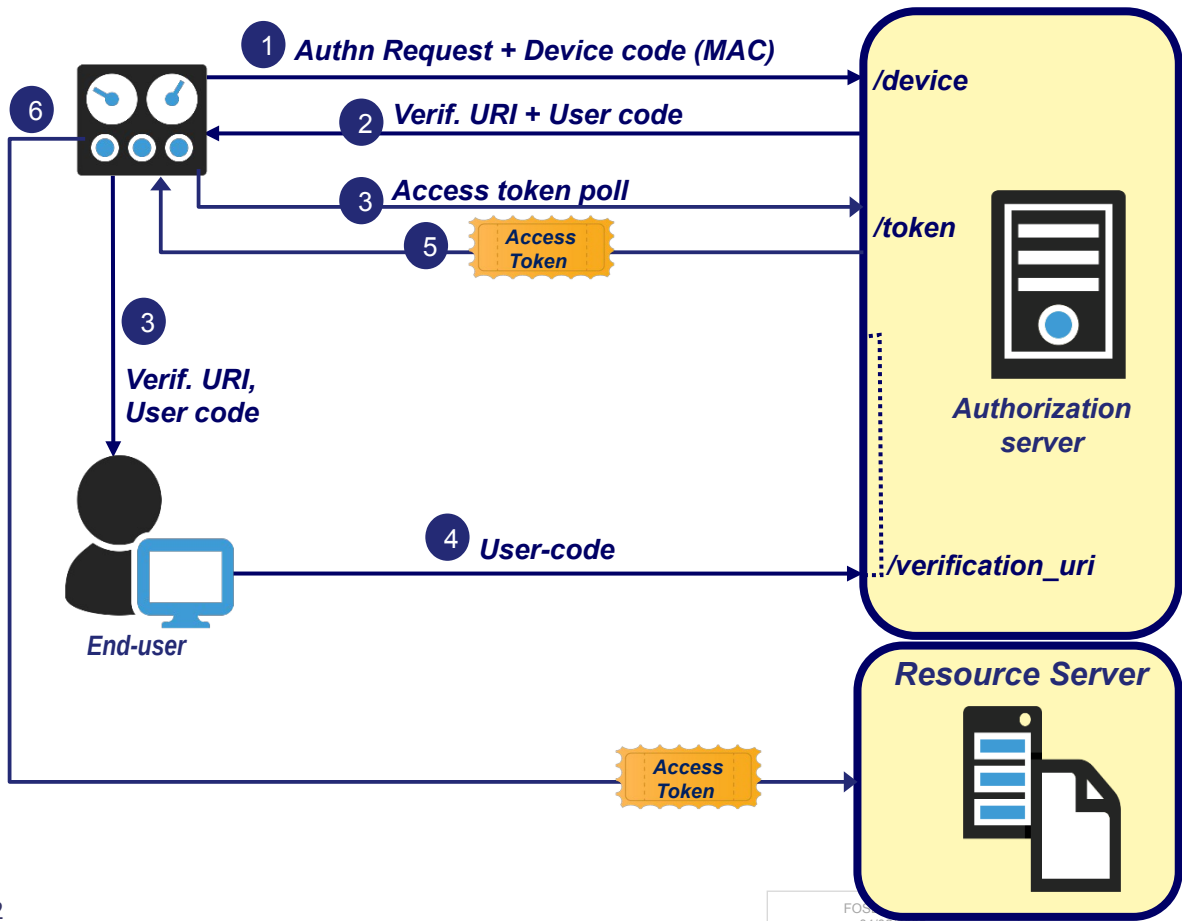 1
Authn Request + Device code (MAC)
/device
6
2
Verif. URI + User code
3
Access token poll
/token
5
Access
Token
3
Verif. URI,
User code
Authorization
server
4
User-code
/verification_uri
End-user
Resource Server
Access
Token
2